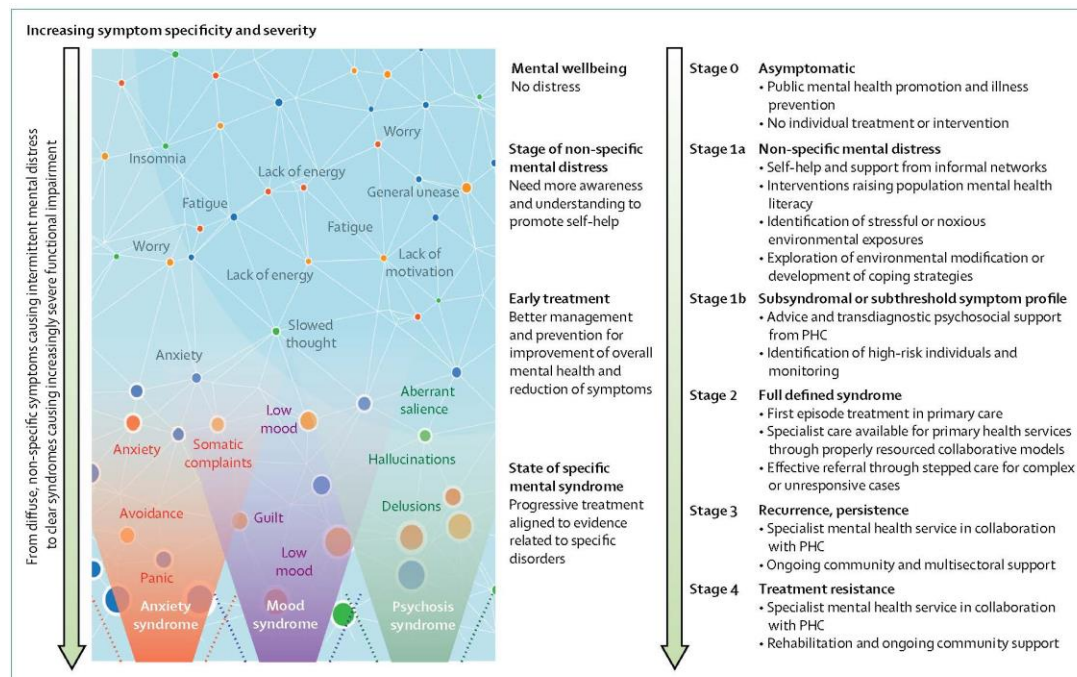 Increasing symptom specificity and severity
From diffuse, non-specific symptoms causing intermittent mental distress
to clear syndromes causing increasingly severe functional impairment
Worry
Insomnia
Lack of energy
General unease
Fatigue
Fatigue
Worry
Lack of energy
Lack of
motivation
Slowed
thought
Anxiety
Aberrant
salience
Low
mood
Anxiety
Somatic
complaints
Hallucinations
Avoidance
Guilt
Delusions
Low
mood
Panic
Anxiety
syndrome
Mood
syndrome
Psychosis
syndrome
Mental wellbeing
No distress
Stage of non-specific
mental distress
Need more awareness
and understanding to
promote self-help
Early treatment
Better management
and prevention for
improvement of overall
mental health and
reduction of symptoms
State of specific
mental syndrome
Progressive treatment
aligned to evidence
related to specific
disorders
Stage 0 Asymptomatic
• Public mental health promotion and illness
prevention
• No individual treatment or intervention
Stage 1a Non-specific mental distress
• Self-help and support from informal networks
• Interventions raising population mental health
literacy
• Identification of stressful or noxious
environmental exposures
• Exploration of environmental modification or
development of coping strategies
Stage 1b Subsyndromal or subthreshold symptom profile
• Advice and transdiagnostic psychosocial support
from PHC
• Identification of high-risk individuals and
monitoring
Stage 2 Full defined syndrome
• First episode treatment in primary care
• Specialist care available for primary health services
through properly resourced collaborative models
• Effective referral through stepped care for complex
or unresponsive cases
Stage 3 Recurrence, persistence
• Specialist mental health service in collaboration
with PHC
• Ongoing community and multisectoral support
Stage 4 Treatment resistance
• Specialist mental health service in collaboration
with PHC
• Rehabilitation and ongoing community support